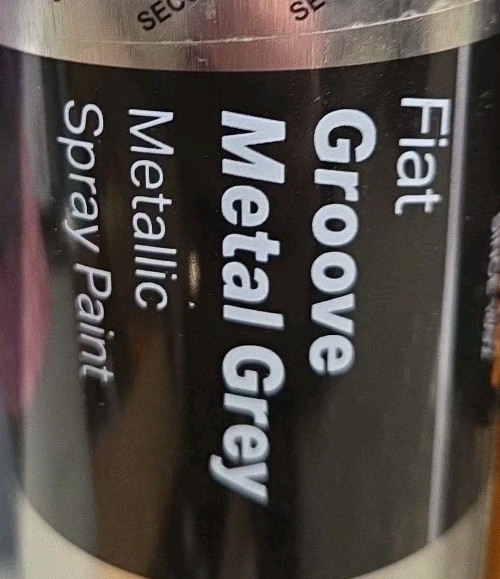 Fiat
Groove
Metal Grey
Metallic
Spray Paint